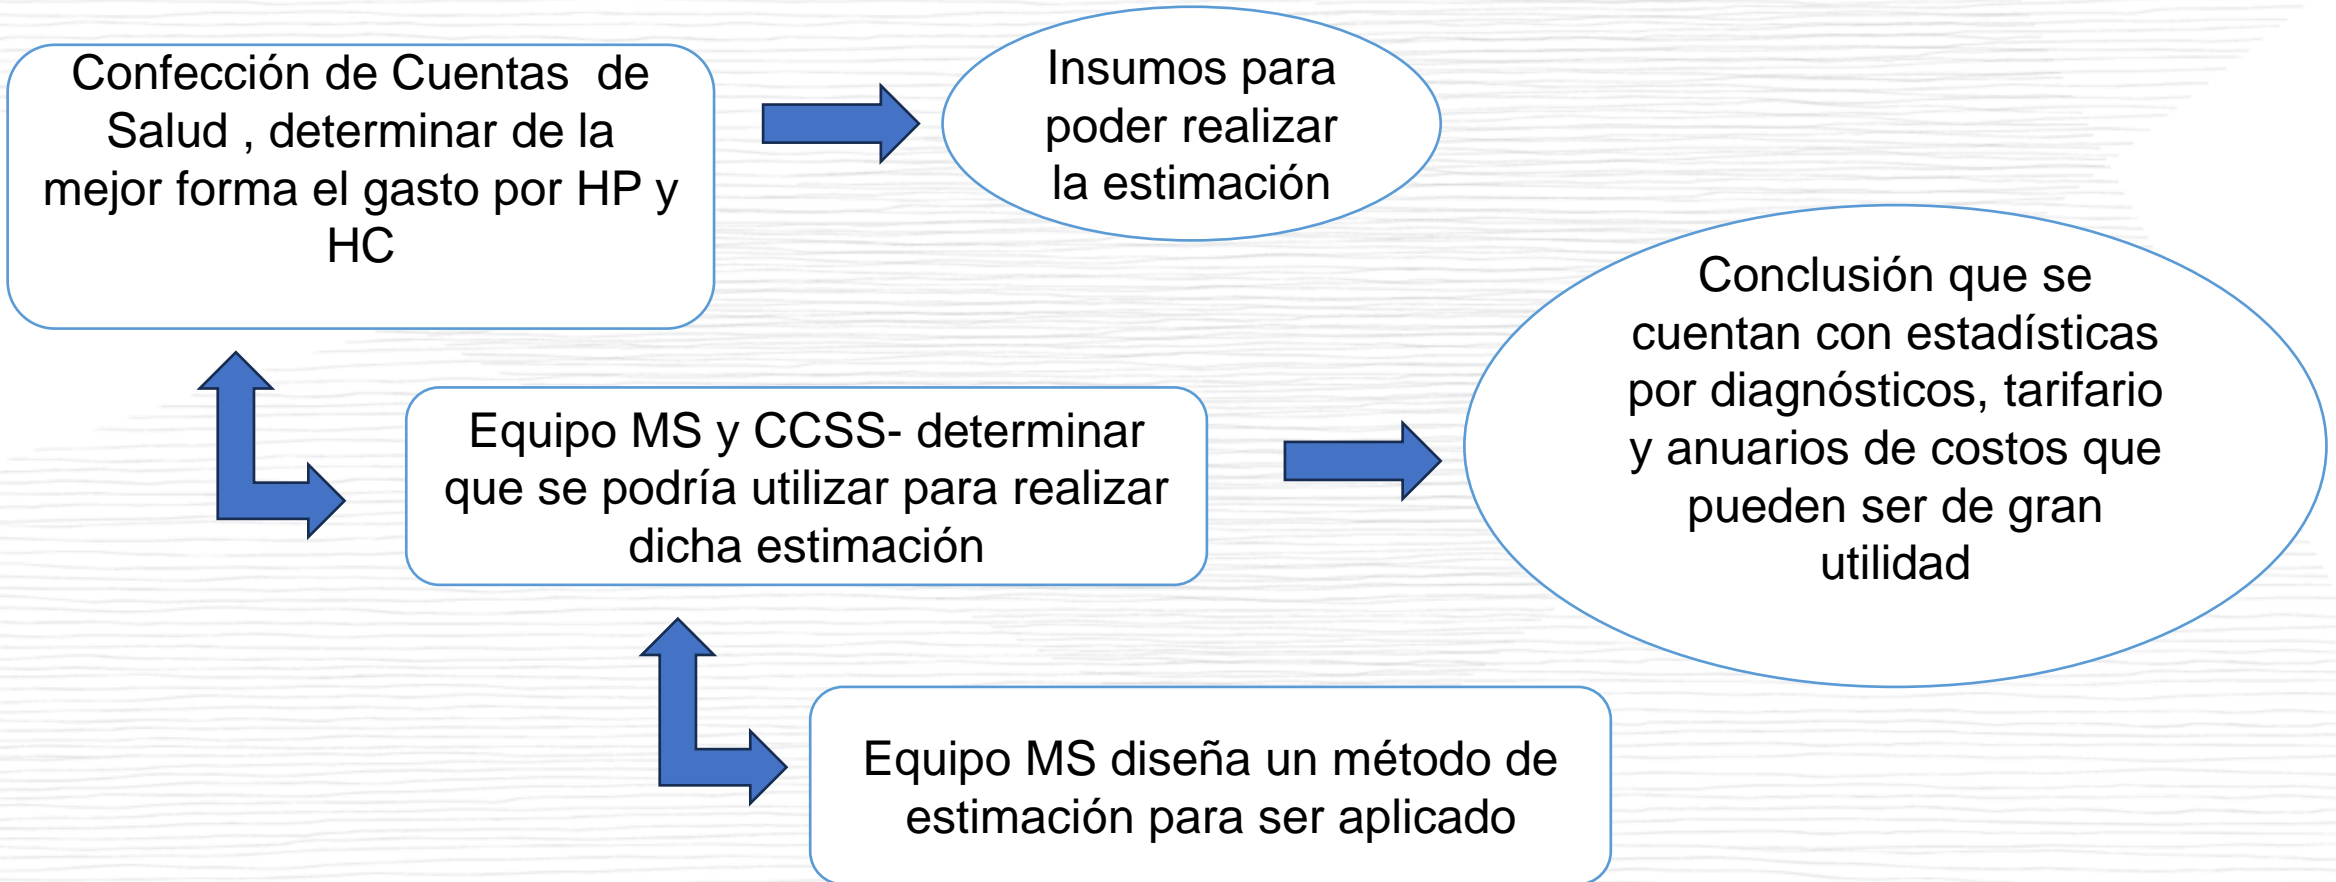 Confección de Cuentas  de
Salud , determinar de la
mejor forma el gasto por HP y
HC
Insumos para
poder realizar
la estimación
Equipo MS y CCSS- determinar
que se podría utilizar para realizar
dicha estimación
Conclusión que se
cuentan con estadísticas
por diagnósticos, tarifario
y anuarios de costos que
pueden ser de gran
utilidad
Equipo MS diseña un método de
estimación para ser aplicado